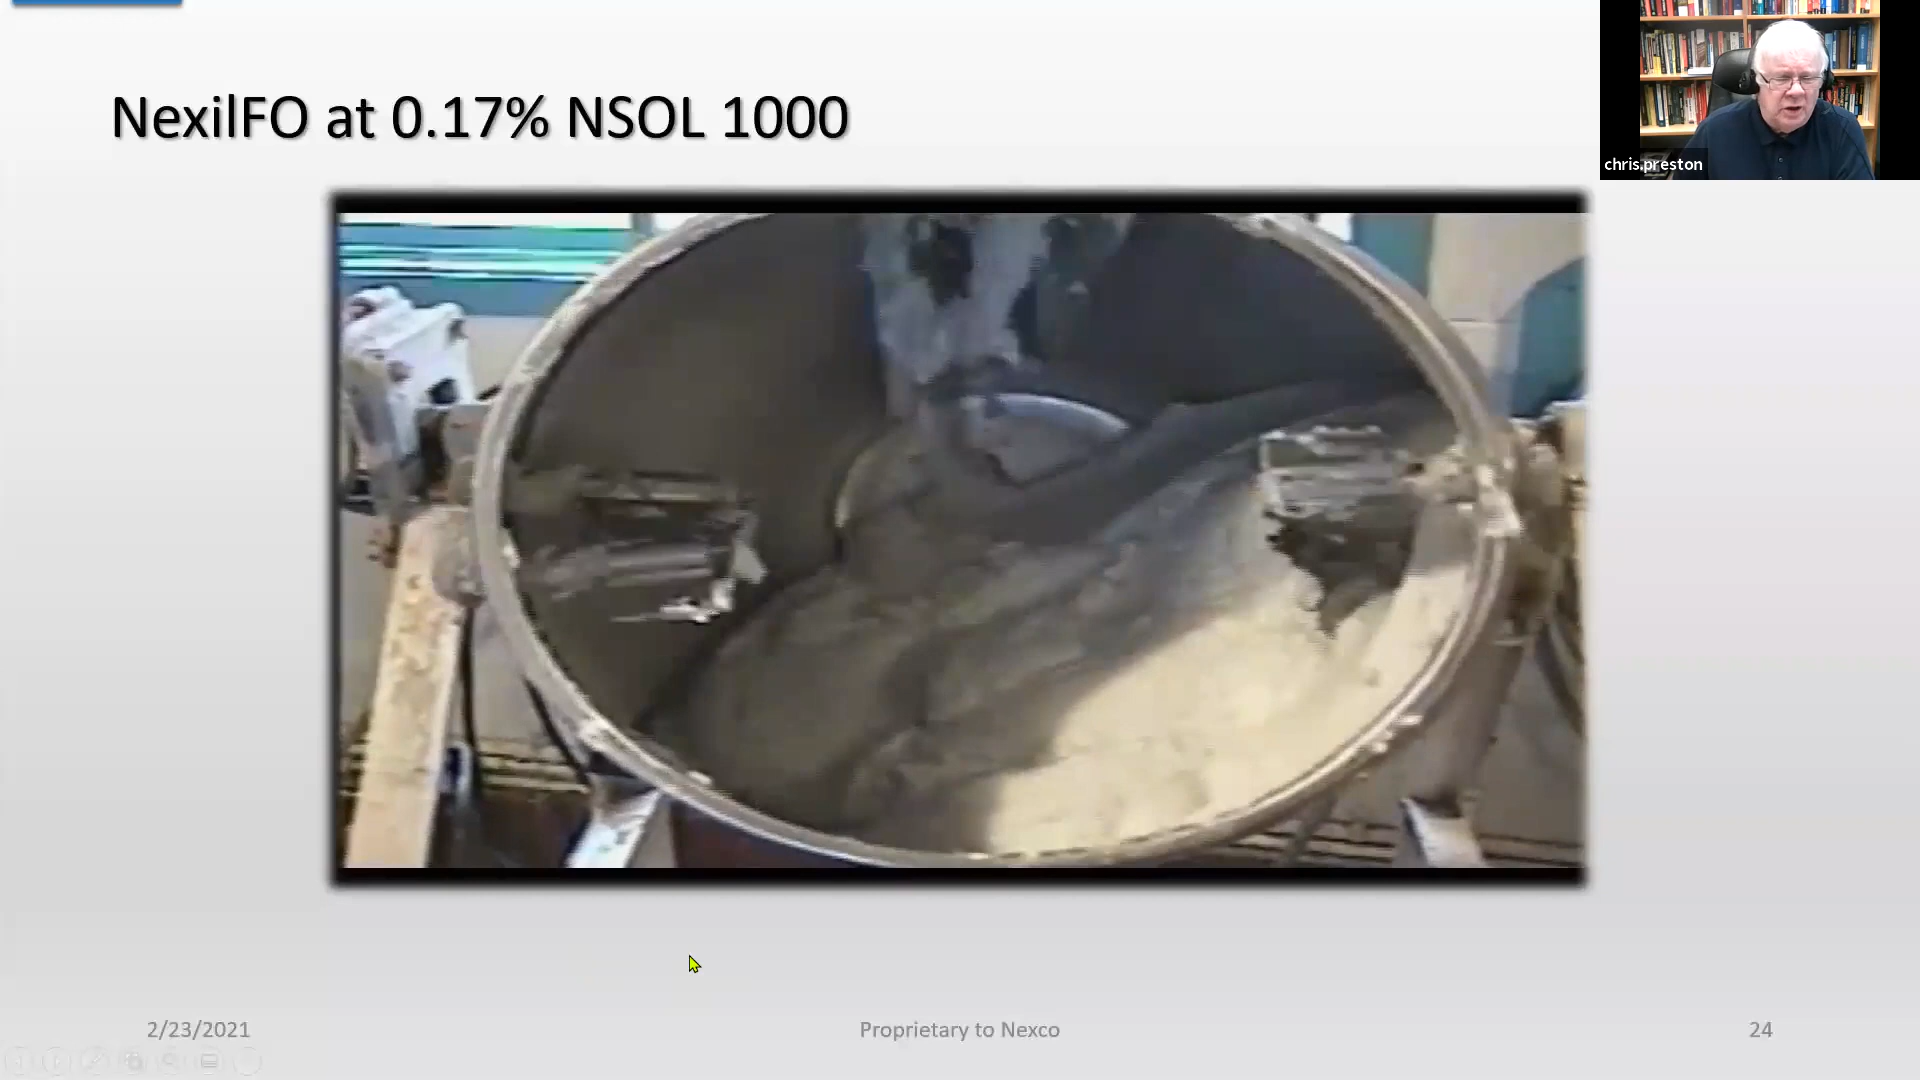 NexilFO at 0.17% NSOL 1000
chris.preston
2/23/2021
Proprietary to Nexco
24